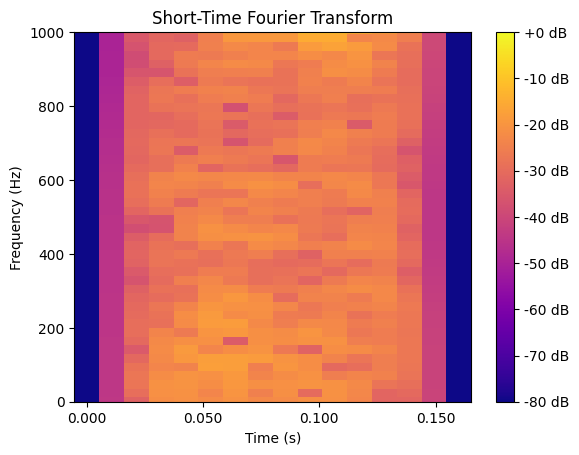 Short-Time Fourier Transform
1000
800
600
400
200
0
Frequency (Hz)
0.000
0.050
0.100
0.150
Time (s)
+0 dB
-10 dB
-20 dB
-30 dB
-40 dB
-50 dB
-60 dB
-70 dB
-80 dB